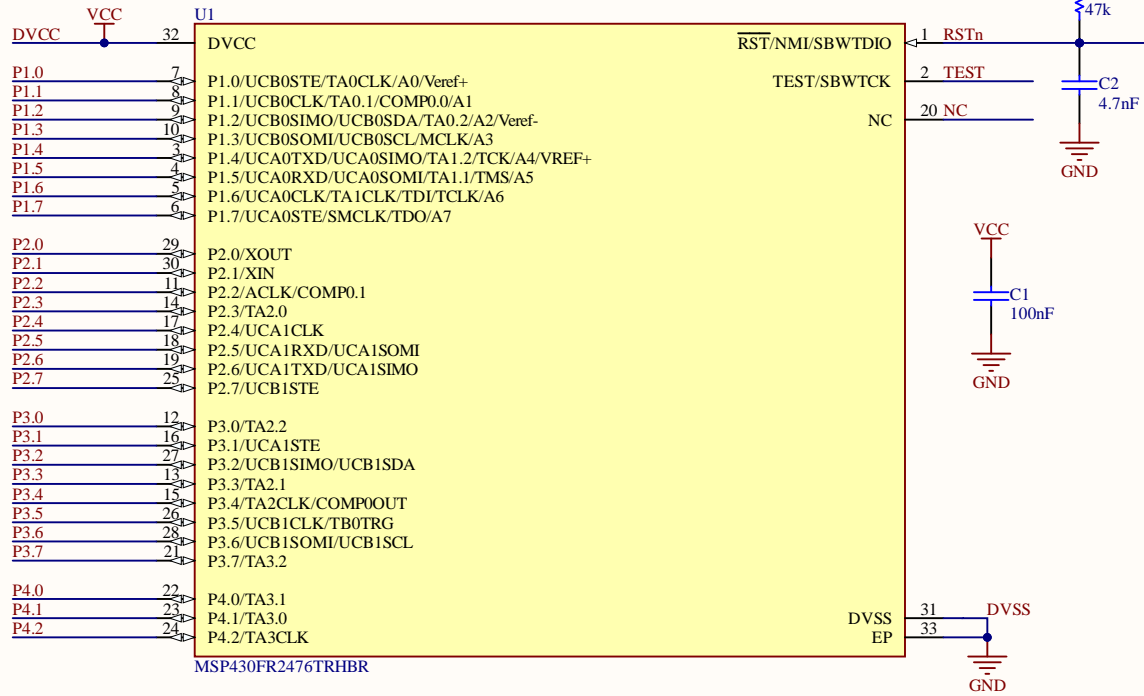 VCC
U1
47k
DVCC 32 DVCC
RST/NMI/SBWTDIO 1 RSTn
P1.0 7 P1.0/UCB0STE/TA0CLK/A0/Veref+
TEST/SBWTCK 2 TEST
P1.1 8 P1.1/UCB0CLK/TA0.1/COMP0.0/A1
C2
4.7nF
P1.2 9 P1.2/UCB0SIMO/UCB0SDA/TA0.2/A2/Veref-
NC 20 NC
P1.3 10 P1.3/UCB0SOMI/UCB0SCL/MCLK/A3
P1.4 3 P1.4/UCA0TXD/UCA0SIMO/TA1.2/TCK/A4/VREF+
P1.5 4 P1.5/UCA0RXD/UCA0SOMI/TA1.1/TMS/A5
GND
P1.6 5 P1.6/UCA0CLK/TA1CLK/TDI/TCLK/A6
P1.7 6 P1.7/UCA0STE/SMCLK/TDO/A7
VCC
P2.0 29 P2.0/XOUT
P2.1 30 P2.1/XIN
P2.2 11 P2.2/ACLK/COMP0.1
C1
100nF
P2.3 14 P2.3/TA2.0
P2.4 17 P2.4/UCA1CLK
P2.5 18 P2.5/UCA1RXD/UCA1SOMI
P2.6 19 P2.6/UCA1TXD/UCA1SIMO
P2.7 25 P2.7/UCB1STE
GND
P3.0 12 P3.0/TA2.2
P3.1 16 P3.1/UCA1STE
P3.2 27 P3.2/UCB1SIMO/UCB1SDA
P3.3 13 P3.3/TA2.1
P3.4 15 P3.4/TA2CLK/COMP0OUT
P3.5 26 P3.5/UCB1CLK/TB0TRG
P3.6 28 P3.6/UCB1SOMI/UCB1SCL
P3.7 21 P3.7/TA3.2
P4.0 22 P4.0/TA3.1
P4.1 23 P4.1/TA3.0
DVSS 31 DVSS
P4.2 24 P4.2/TA3CLK
EP 33
MSP430FR2476TRHBR
GND